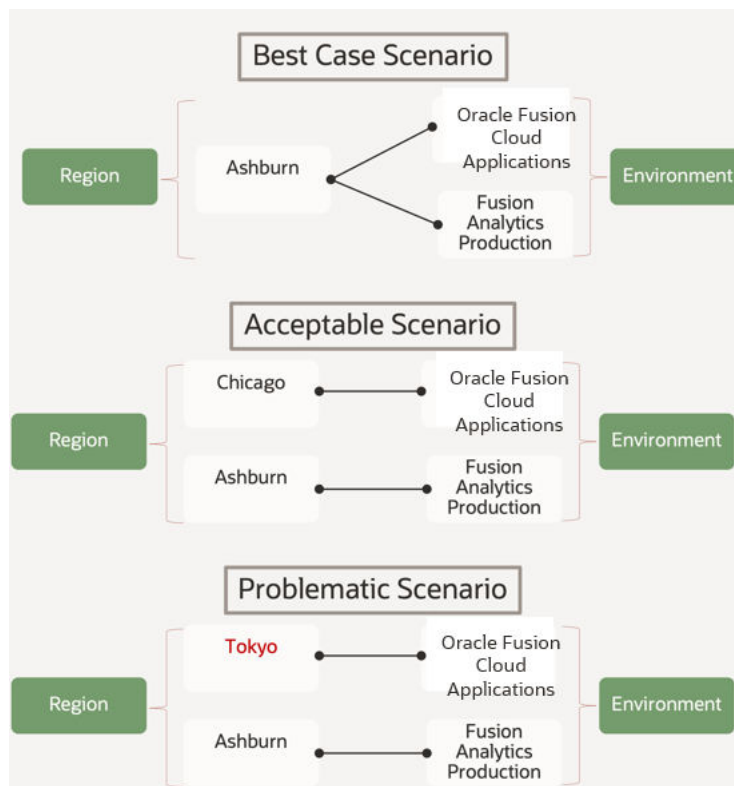 Best Case Scenario
Region
Ashburn
Oracle Fusion
Cloud
Applications
Fusion
Analytics
Production
Environment
Acceptable Scenario
Region
Chicago
Oracle Fusion
Cloud
Applications
Ashburn
Fusion
Analytics
Production
Environment
Problematic Scenario
Region
Tokyo
Oracle Fusion
Cloud
Applications
Ashburn
Fusion
Analytics
Production
Environment